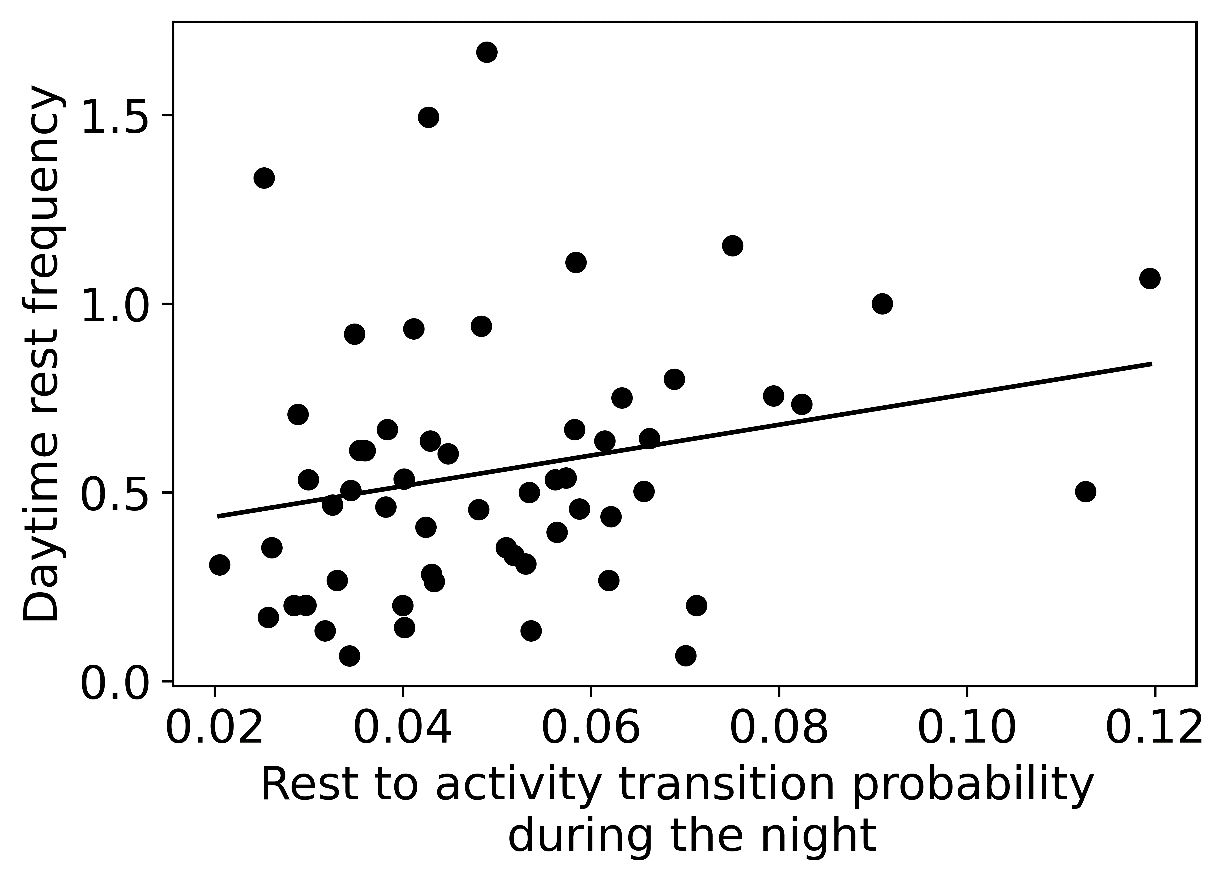 Daytime rest frequency
1.5
1.0
0.5
0.0
0.02 0.04 0.06 0.08 0.10 0.12
Rest to activity transition probability
during the night